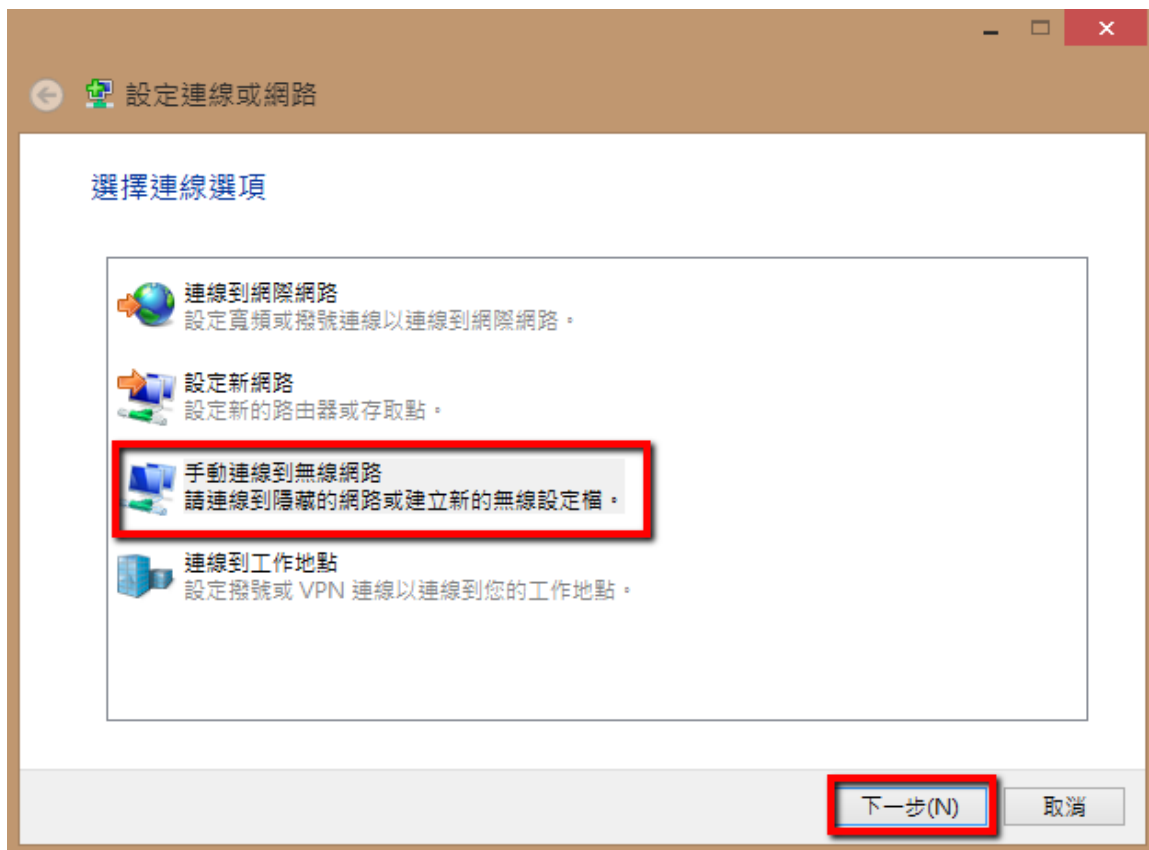 設定連線或網路
選擇連線選項
連線到網際網路
設定寬頻或撥號連線以連線到網際網路。
設定新網路
設定新的路由器或存取點。
手動連線到無線網路
請連線到隱藏的網路或建立新的無線設定檔。
連線到工作地點
設定撥號或 VPN 連線以連線到您的工作地點。
下一步(N)
取消